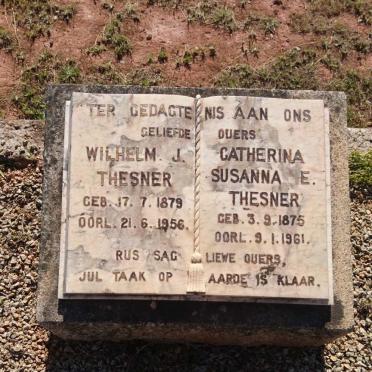 TER GEDAGTENIS AAN ONS
GELIEFDE OUERS
WILHELM J.
THESNER
GEB. 17. 7. 1879
OORL. 21. 6. 1956.
CATHERINA
SUSANNA E.
THESNER
GEB. 3. 9. 1875
OORL. 9. 1. 1961.
RUS SAG LIEWE OUERS,
JUL TAAK OP AARDE IS KLAAR.